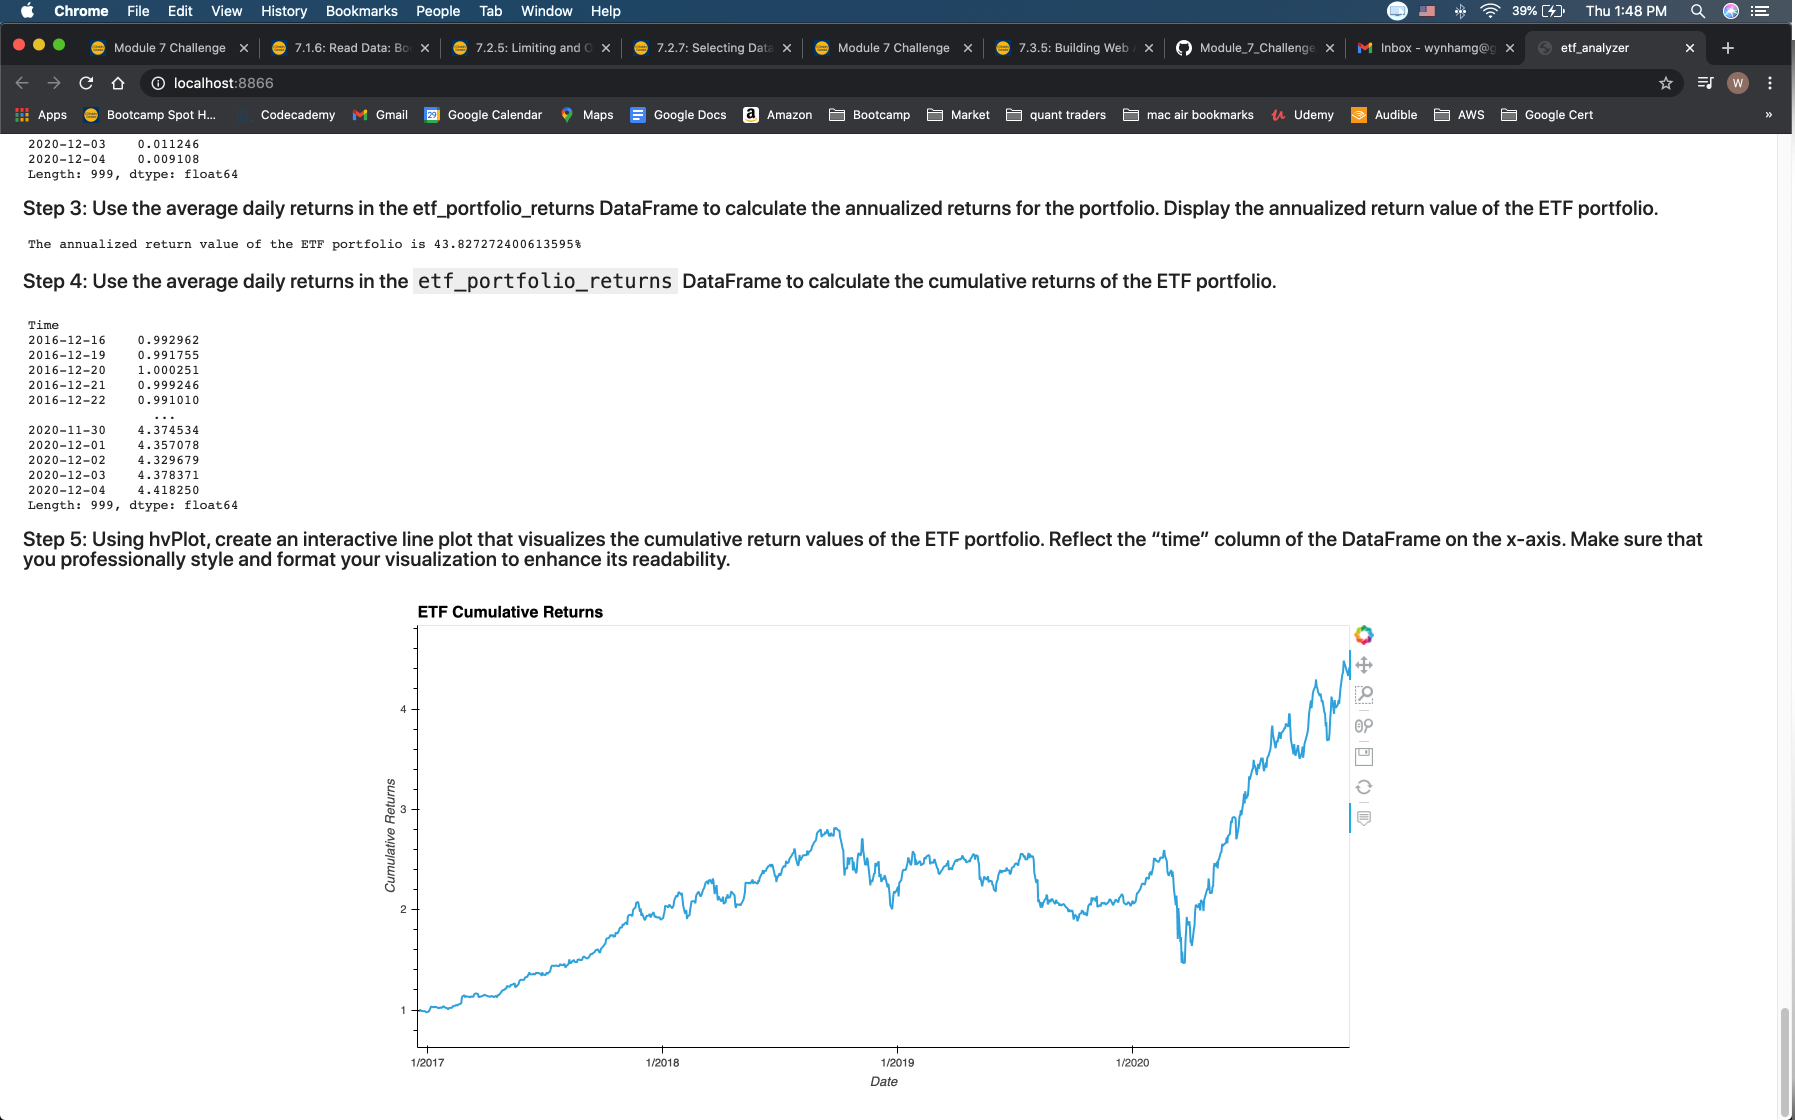 Chrome File Edit View History Bookmarks People Tab Window Help 39% Thu 1:48 PM
Module 7 Challenge 7.1.6: Read Data: Bo 7.2.5: Limiting and O 7.2.7: Selecting Data Module 7 Challenge 7.3.5: Building Web Module_7_Challenge Inbox - wynhamg@g etf_analyzer
localhost:8866 W
Apps Bootcamp Spot H... Codecademy Gmail 29 Google Calendar Maps Google Docs Amazon Bootcamp Market quant traders mac air bookmarks Udemy Audible AWS Google Cert »
2020-12-03 0.011246
2020-12-04 0.009108
Length: 999, dtype: float64
Step 3: Use the average daily returns in the etf_portfolio_returns DataFrame to calculate the annualized returns for the portfolio. Display the annualized return value of the ETF portfolio.
The annualized return value of the ETF portfolio is 43.827272400613595%
Step 4: Use the average daily returns in the etf_portfolio_returns DataFrame to calculate the cumulative returns of the ETF portfolio.
Time
2016-12-16 0.992962
2016-12-19 0.991755
2016-12-20 1.000251
2016-12-21 0.999246
2016-12-22 0.991010
...
2020-11-30 4.374534
2020-12-01 4.357078
2020-12-02 4.329679
2020-12-03 4.378371
2020-12-04 4.418250
Length: 999, dtype: float64
Step 5: Using hvPlot, create an interactive line plot that visualizes the cumulative return values of the ETF portfolio. Reflect the “time” column of the DataFrame on the x-axis. Make sure that
you professionally style and format your visualization to enhance its readability.
ETF Cumulative Returns
4
3
2
1
Cumulative Returns
1/2017 1/2018 1/2019 1/2020
Date